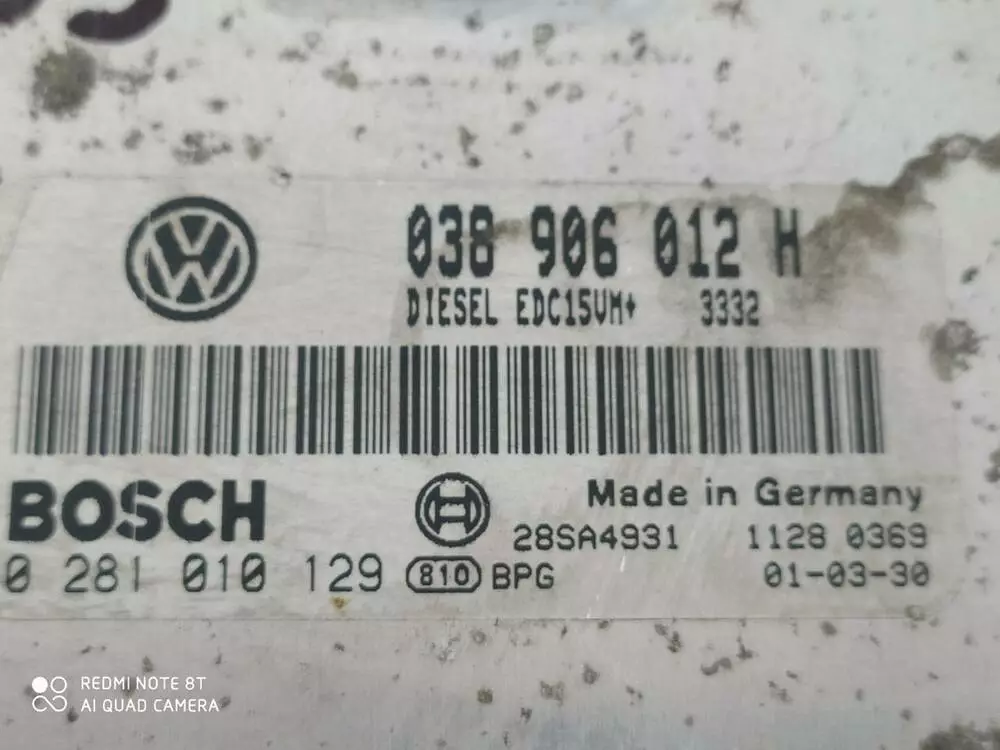 038 906 012 H
DIESEL EDC15VM+ 3332
BOSCH
Made in Germany
28SA4931 1128 0369
0 281 010 129 810 BPG 01-03-30
REDMI NOTE 8T
AI QUAD CAMERA